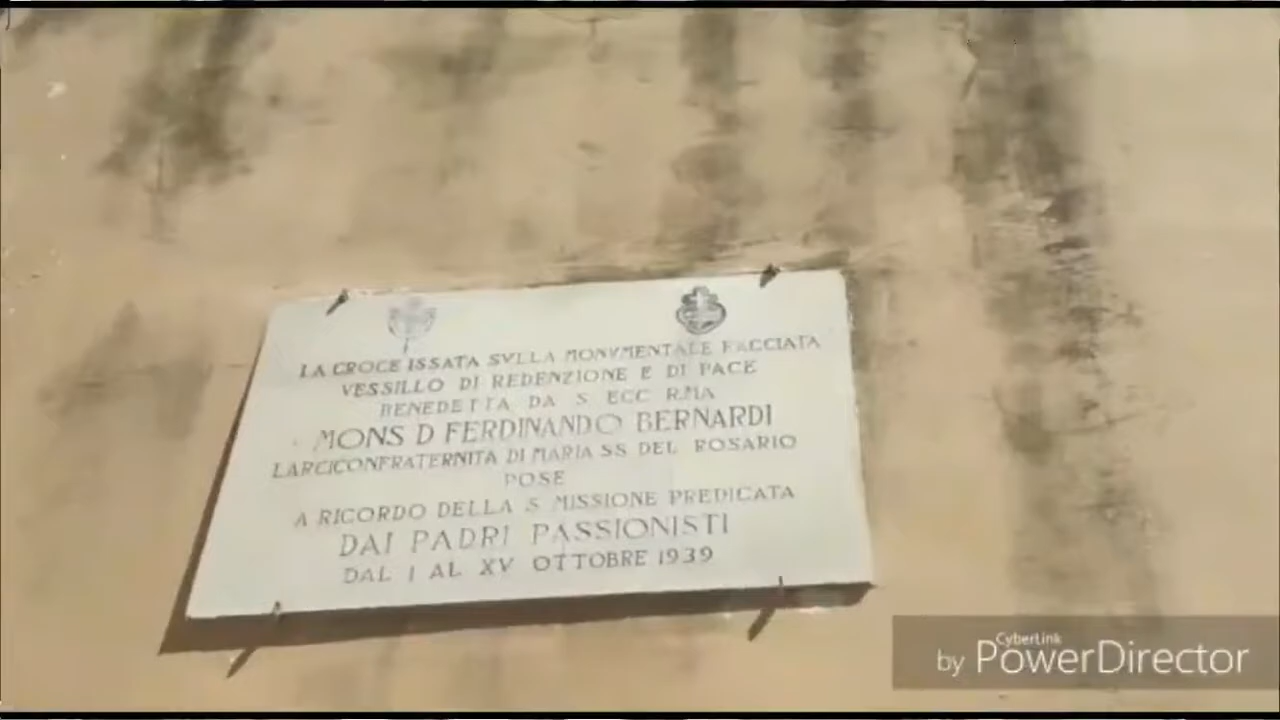 LA CROCE ISSATA SVLLA MONVMENTALE FACCIATA
VESSILLO DI REDENZIONE E DI PACE
BENEDETTA DA S ECC RMA
MONS D FERDINANDO BERNARDI
LARCICONFRATERNITA DI MARIA SS DEL ROSARIO
POSE
A RICORDO DELLA S MISSIONE PREDICATA
DAI PADRI PASSIONISTI
DAL I AL XV OTTOBRE 1939
by CyberLink PowerDirector